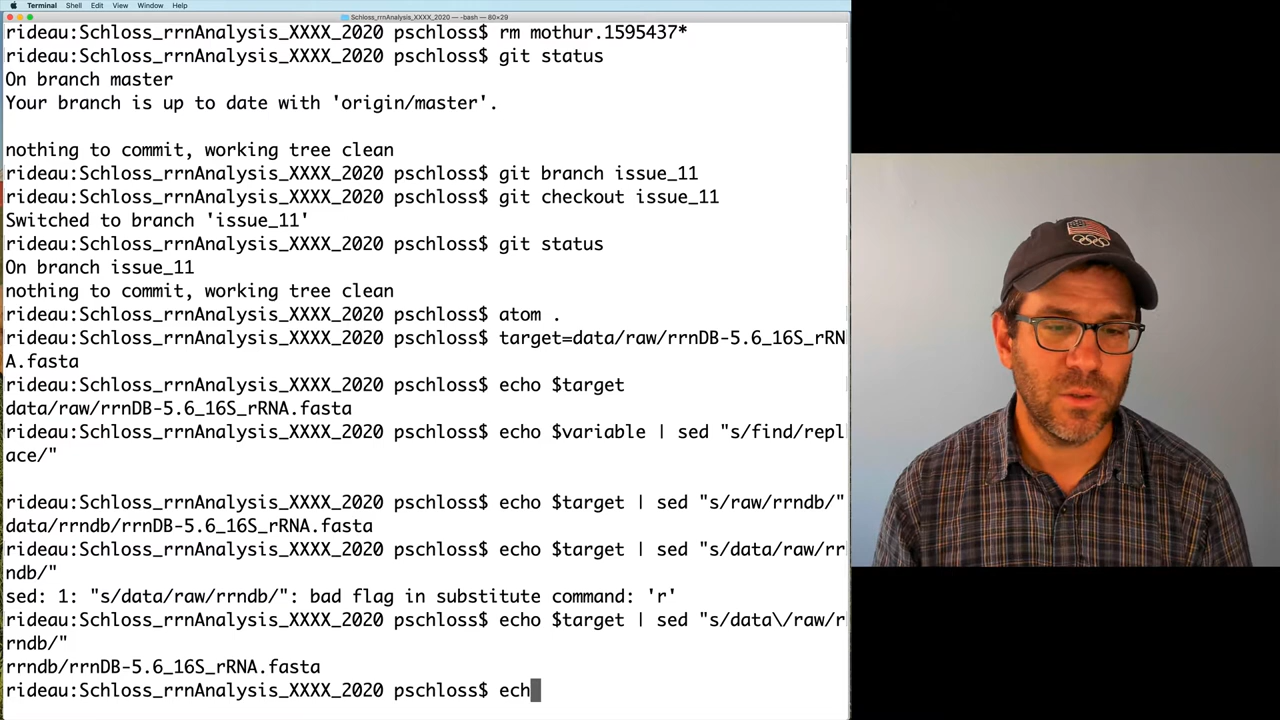 Terminal Shell Edit View Window Help
Schloss_rrnAnalysis_XXXX_2020 — -bash — 80×29
rideau:Schloss_rrnAnalysis_XXXX_2020 pschloss$ rm mothur.1595437*
rideau:Schloss_rrnAnalysis_XXXX_2020 pschloss$ git status
On branch master
Your branch is up to date with 'origin/master'.
nothing to commit, working tree clean
rideau:Schloss_rrnAnalysis_XXXX_2020 pschloss$ git branch issue_11
rideau:Schloss_rrnAnalysis_XXXX_2020 pschloss$ git checkout issue_11
Switched to branch 'issue_11'
rideau:Schloss_rrnAnalysis_XXXX_2020 pschloss$ git status
On branch issue_11
nothing to commit, working tree clean
rideau:Schloss_rrnAnalysis_XXXX_2020 pschloss$ atom .
rideau:Schloss_rrnAnalysis_XXXX_2020 pschloss$ target=data/raw/rrnDB-5.6_16S_rRN
A.fasta
rideau:Schloss_rrnAnalysis_XXXX_2020 pschloss$ echo $target
data/raw/rrnDB-5.6_16S_rRNA.fasta
rideau:Schloss_rrnAnalysis_XXXX_2020 pschloss$ echo $variable | sed "s/find/repl
ace/"
rideau:Schloss_rrnAnalysis_XXXX_2020 pschloss$ echo $target | sed "s/raw/rrndb/"
data/rrndb/rrnDB-5.6_16S_rRNA.fasta
rideau:Schloss_rrnAnalysis_XXXX_2020 pschloss$ echo $target | sed "s/data/raw/rr
ndb/"
sed: 1: "s/data/raw/rrndb/": bad flag in substitute command: 'r'
rideau:Schloss_rrnAnalysis_XXXX_2020 pschloss$ echo $target | sed "s/data\/raw/r
rndb/"
rrndb/rrnDB-5.6_16S_rRNA.fasta
rideau:Schloss_rrnAnalysis_XXXX_2020 pschloss$ ech